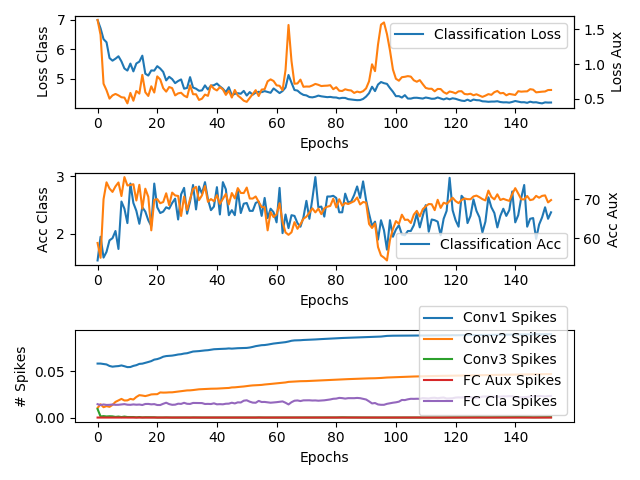 7
6
5
Loss Class
Classification Loss
1.5
1.0
0.5
Loss Aux
0 20 40 60 80 100 120 140
Epochs
3
2
Acc Class
Classification Acc
70
60
Acc Aux
0 20 40 60 80 100 120 140
Epochs
0.05
0.00
# Spikes
Conv1 Spikes
Conv2 Spikes
Conv3 Spikes
FC Aux Spikes
FC Cla Spikes
0 20 40 60 80 100 120 140
Epochs